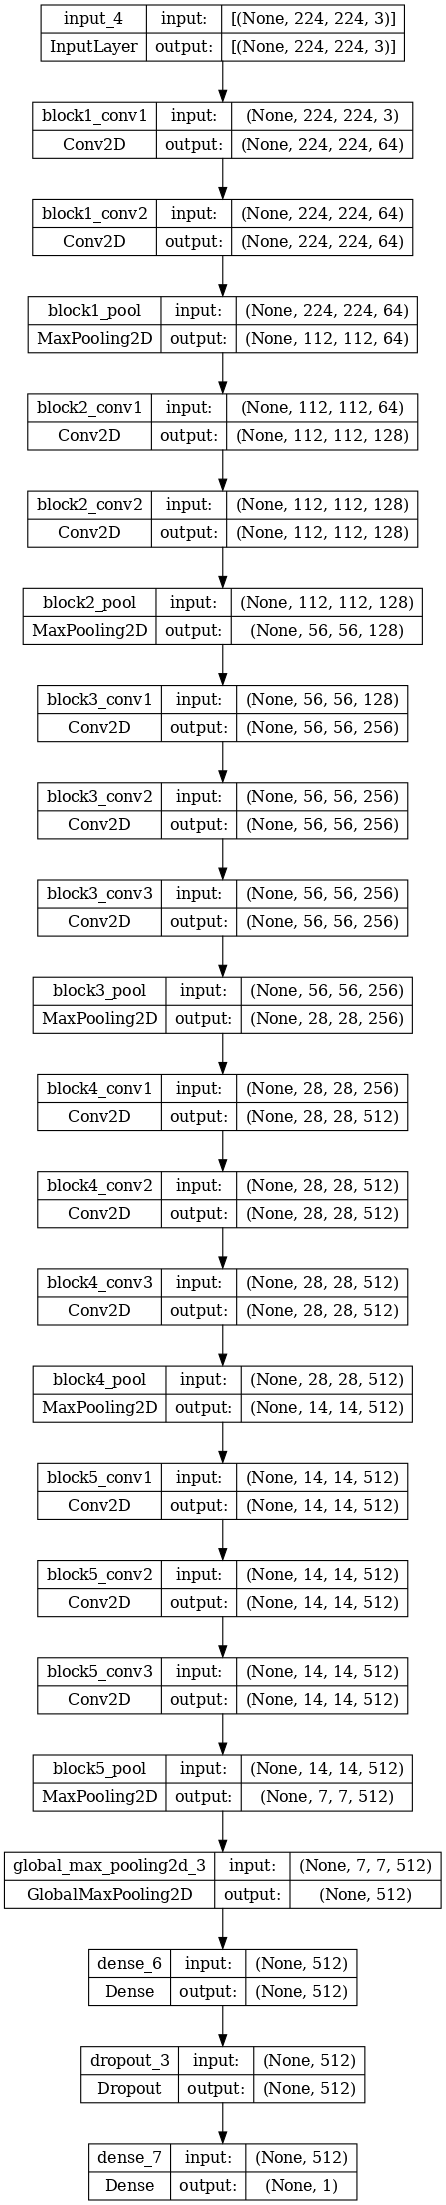 input_4 input: [(None, 224, 224, 3)]
InputLayer output: [(None, 224, 224, 3)]
block1_conv1 input: (None, 224, 224, 3)
Conv2D output: (None, 224, 224, 64)
block1_conv2 input: (None, 224, 224, 64)
Conv2D output: (None, 224, 224, 64)
block1_pool input: (None, 224, 224, 64)
MaxPooling2D output: (None, 112, 112, 64)
block2_conv1 input: (None, 112, 112, 64)
Conv2D output: (None, 112, 112, 128)
block2_conv2 input: (None, 112, 112, 128)
Conv2D output: (None, 112, 112, 128)
block2_pool input: (None, 112, 112, 128)
MaxPooling2D output: (None, 56, 56, 128)
block3_conv1 input: (None, 56, 56, 128)
Conv2D output: (None, 56, 56, 256)
block3_conv2 input: (None, 56, 56, 256)
Conv2D output: (None, 56, 56, 256)
block3_conv3 input: (None, 56, 56, 256)
Conv2D output: (None, 56, 56, 256)
block3_pool input: (None, 56, 56, 256)
MaxPooling2D output: (None, 28, 28, 256)
block4_conv1 input: (None, 28, 28, 256)
Conv2D output: (None, 28, 28, 512)
block4_conv2 input: (None, 28, 28, 512)
Conv2D output: (None, 28, 28, 512)
block4_conv3 input: (None, 28, 28, 512)
Conv2D output: (None, 28, 28, 512)
block4_pool input: (None, 28, 28, 512)
MaxPooling2D output: (None, 14, 14, 512)
block5_conv1 input: (None, 14, 14, 512)
Conv2D output: (None, 14, 14, 512)
block5_conv2 input: (None, 14, 14, 512)
Conv2D output: (None, 14, 14, 512)
block5_conv3 input: (None, 14, 14, 512)
Conv2D output: (None, 14, 14, 512)
block5_pool input: (None, 14, 14, 512)
MaxPooling2D output: (None, 7, 7, 512)
global_max_pooling2d_3 input: (None, 7, 7, 512)
GlobalMaxPooling2D output: (None, 512)
dense_6 input: (None, 512)
Dense output: (None, 512)
dropout_3 input: (None, 512)
Dropout output: (None, 512)
dense_7 input: (None, 512)
Dense output: (None, 1)